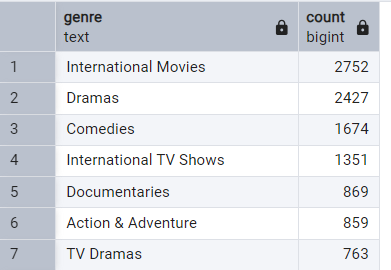 genre count
text bigint
1 International Movies 2752
2 Dramas 2427
3 Comedies 1674
4 International TV Shows 1351
5 Documentaries 869
6 Action & Adventure 859
7 TV Dramas 763